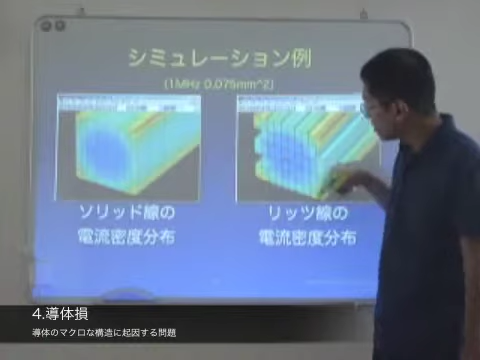 シミュレーション例
(1MHz 0.075mm^2)
ソリッド線の
電流密度分布
リッツ線の
電流密度分布
4.導体損
導体のマクロな構造に起因する問題